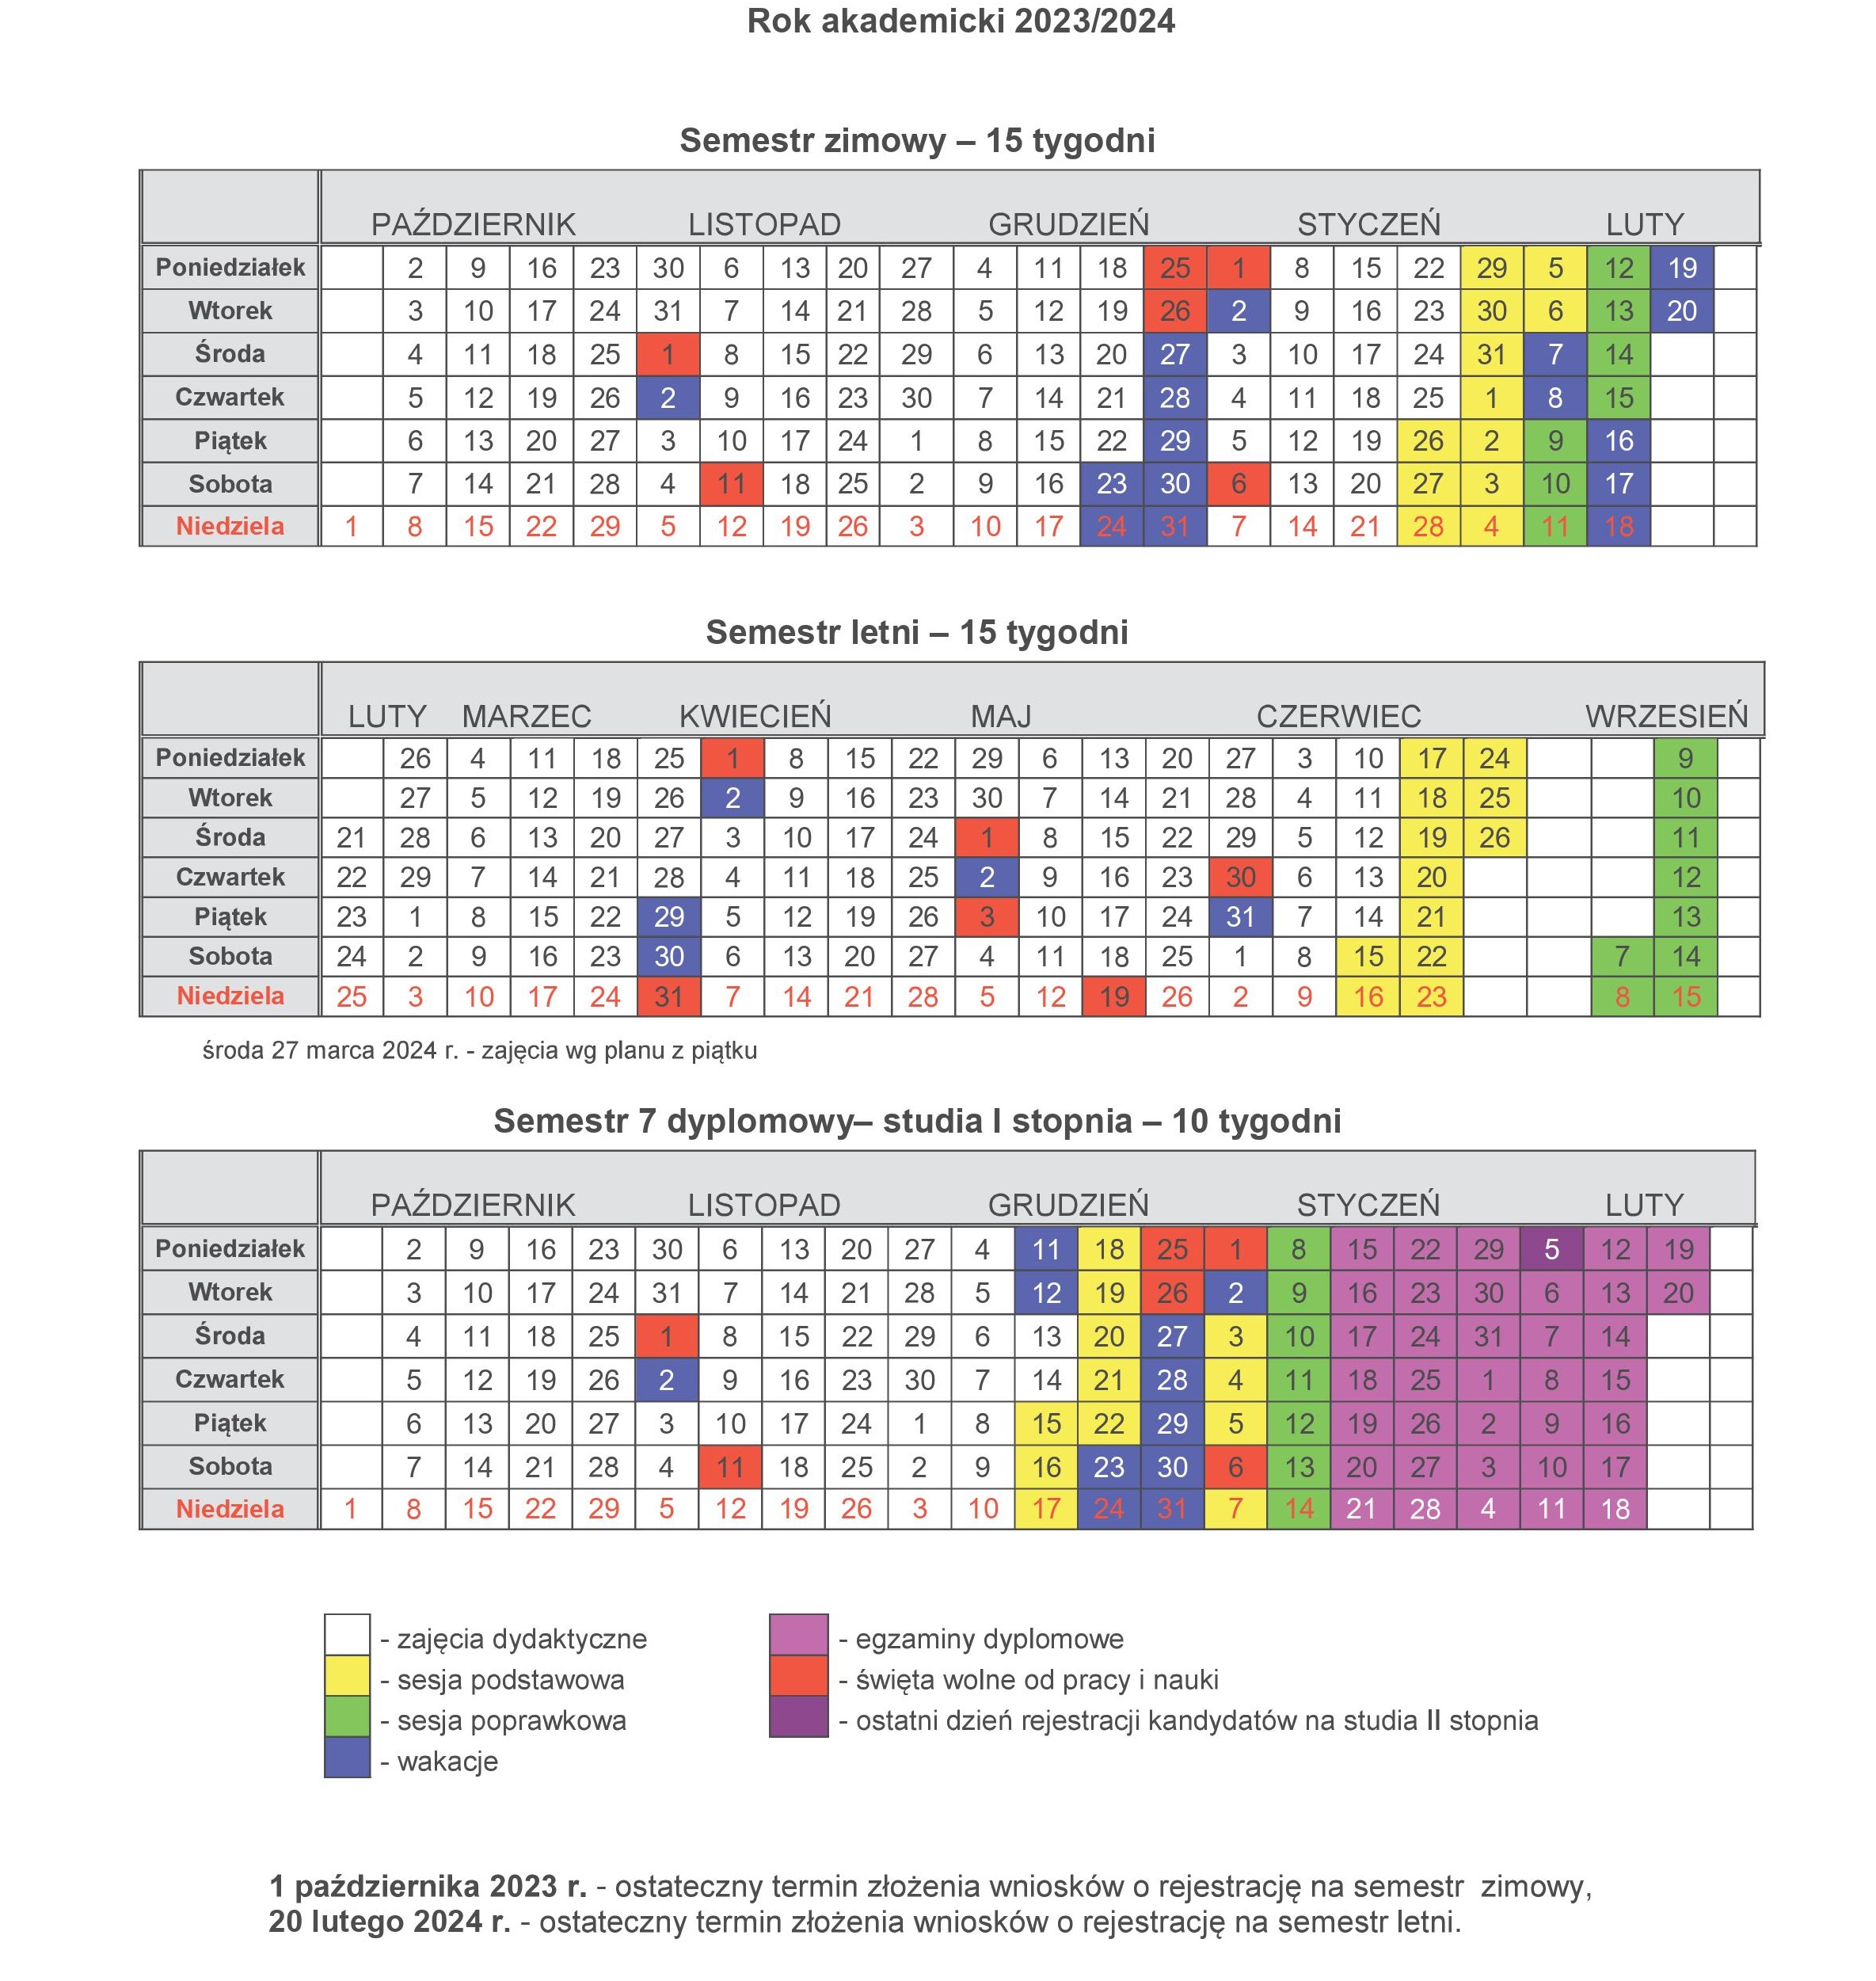 Rok akademicki 2023/2024
Semestr zimowy – 15 tygodni
PAŹDZIERNIK LISTOPAD GRUDZIEŃ STYCZEŃ LUTY
Poniedziałek 2 9 16 23 30 6 13 20 27 4 11 18 25 1 8 15 22 29 5 12 19
Wtorek 3 10 17 24 31 7 14 21 28 5 12 19 26 2 9 16 23 30 6 13 20
Środa 4 11 18 25 1 8 15 22 29 6 13 20 27 3 10 17 24 31 7 14
Czwartek 5 12 19 26 2 9 16 23 30 7 14 21 28 4 11 18 25 1 8 15
Piątek 6 13 20 27 3 10 17 24 1 8 15 22 29 5 12 19 26 2 9 16
Sobota 7 14 21 28 4 11 18 25 2 9 16 23 30 6 13 20 27 3 10 17
Niedziela 1 8 15 22 29 5 12 19 26 3 10 17 24 31 7 14 21 28 4 11 18
Semestr letni – 15 tygodni
LUTY MARZEC KWIECIEŃ MAJ CZERWIEC WRZESIEŃ
Poniedziałek 26 4 11 18 25 1 8 15 22 29 6 13 20 27 3 10 17 24 9
Wtorek 27 5 12 19 26 2 9 16 23 30 7 14 21 28 4 11 18 25 10
Środa 21 28 6 13 20 27 3 10 17 24 1 8 15 22 29 5 12 19 26 11
Czwartek 22 29 7 14 21 28 4 11 18 25 2 9 16 23 30 6 13 20 12
Piątek 23 1 8 15 22 29 5 12 19 26 3 10 17 24 31 7 14 21 13
Sobota 24 2 9 16 23 30 6 13 20 27 4 11 18 25 1 8 15 22 7 14
Niedziela 25 3 10 17 24 31 7 14 21 28 5 12 19 26 2 9 16 23 8 15
środa 27 marca 2024 r. - zajęcia wg planu z piątku
Semestr 7 dyplomowy– studia I stopnia – 10 tygodni
PAŹDZIERNIK LISTOPAD GRUDZIEŃ STYCZEŃ LUTY
Poniedziałek 2 9 16 23 30 6 13 20 27 4 11 18 25 1 8 15 22 29 5 12 19
Wtorek 3 10 17 24 31 7 14 21 28 5 12 19 26 2 9 16 23 30 6 13 20
Środa 4 11 18 25 1 8 15 22 29 6 13 20 27 3 10 17 24 31 7 14
Czwartek 5 12 19 26 2 9 16 23 30 7 14 21 28 4 11 18 25 1 8 15
Piątek 6 13 20 27 3 10 17 24 1 8 15 22 29 5 12 19 26 2 9 16
Sobota 7 14 21 28 4 11 18 25 2 9 16 23 30 6 13 20 27 3 10 17
Niedziela 1 8 15 22 29 5 12 19 26 3 10 17 24 31 7 14 21 28 4 11 18
- zajęcia dydaktyczne
- sesja podstawowa
- sesja poprawkowa
- wakacje
- egzaminy dyplomowe
- święta wolne od pracy i nauki
- ostatni dzień rejestracji kandydatów na studia II stopnia
1 października 2023 r. - ostateczny termin złożenia wniosków o rejestrację na semestr zimowy,
20 lutego 2024 r. - ostateczny termin złożenia wniosków o rejestrację na semestr letni.